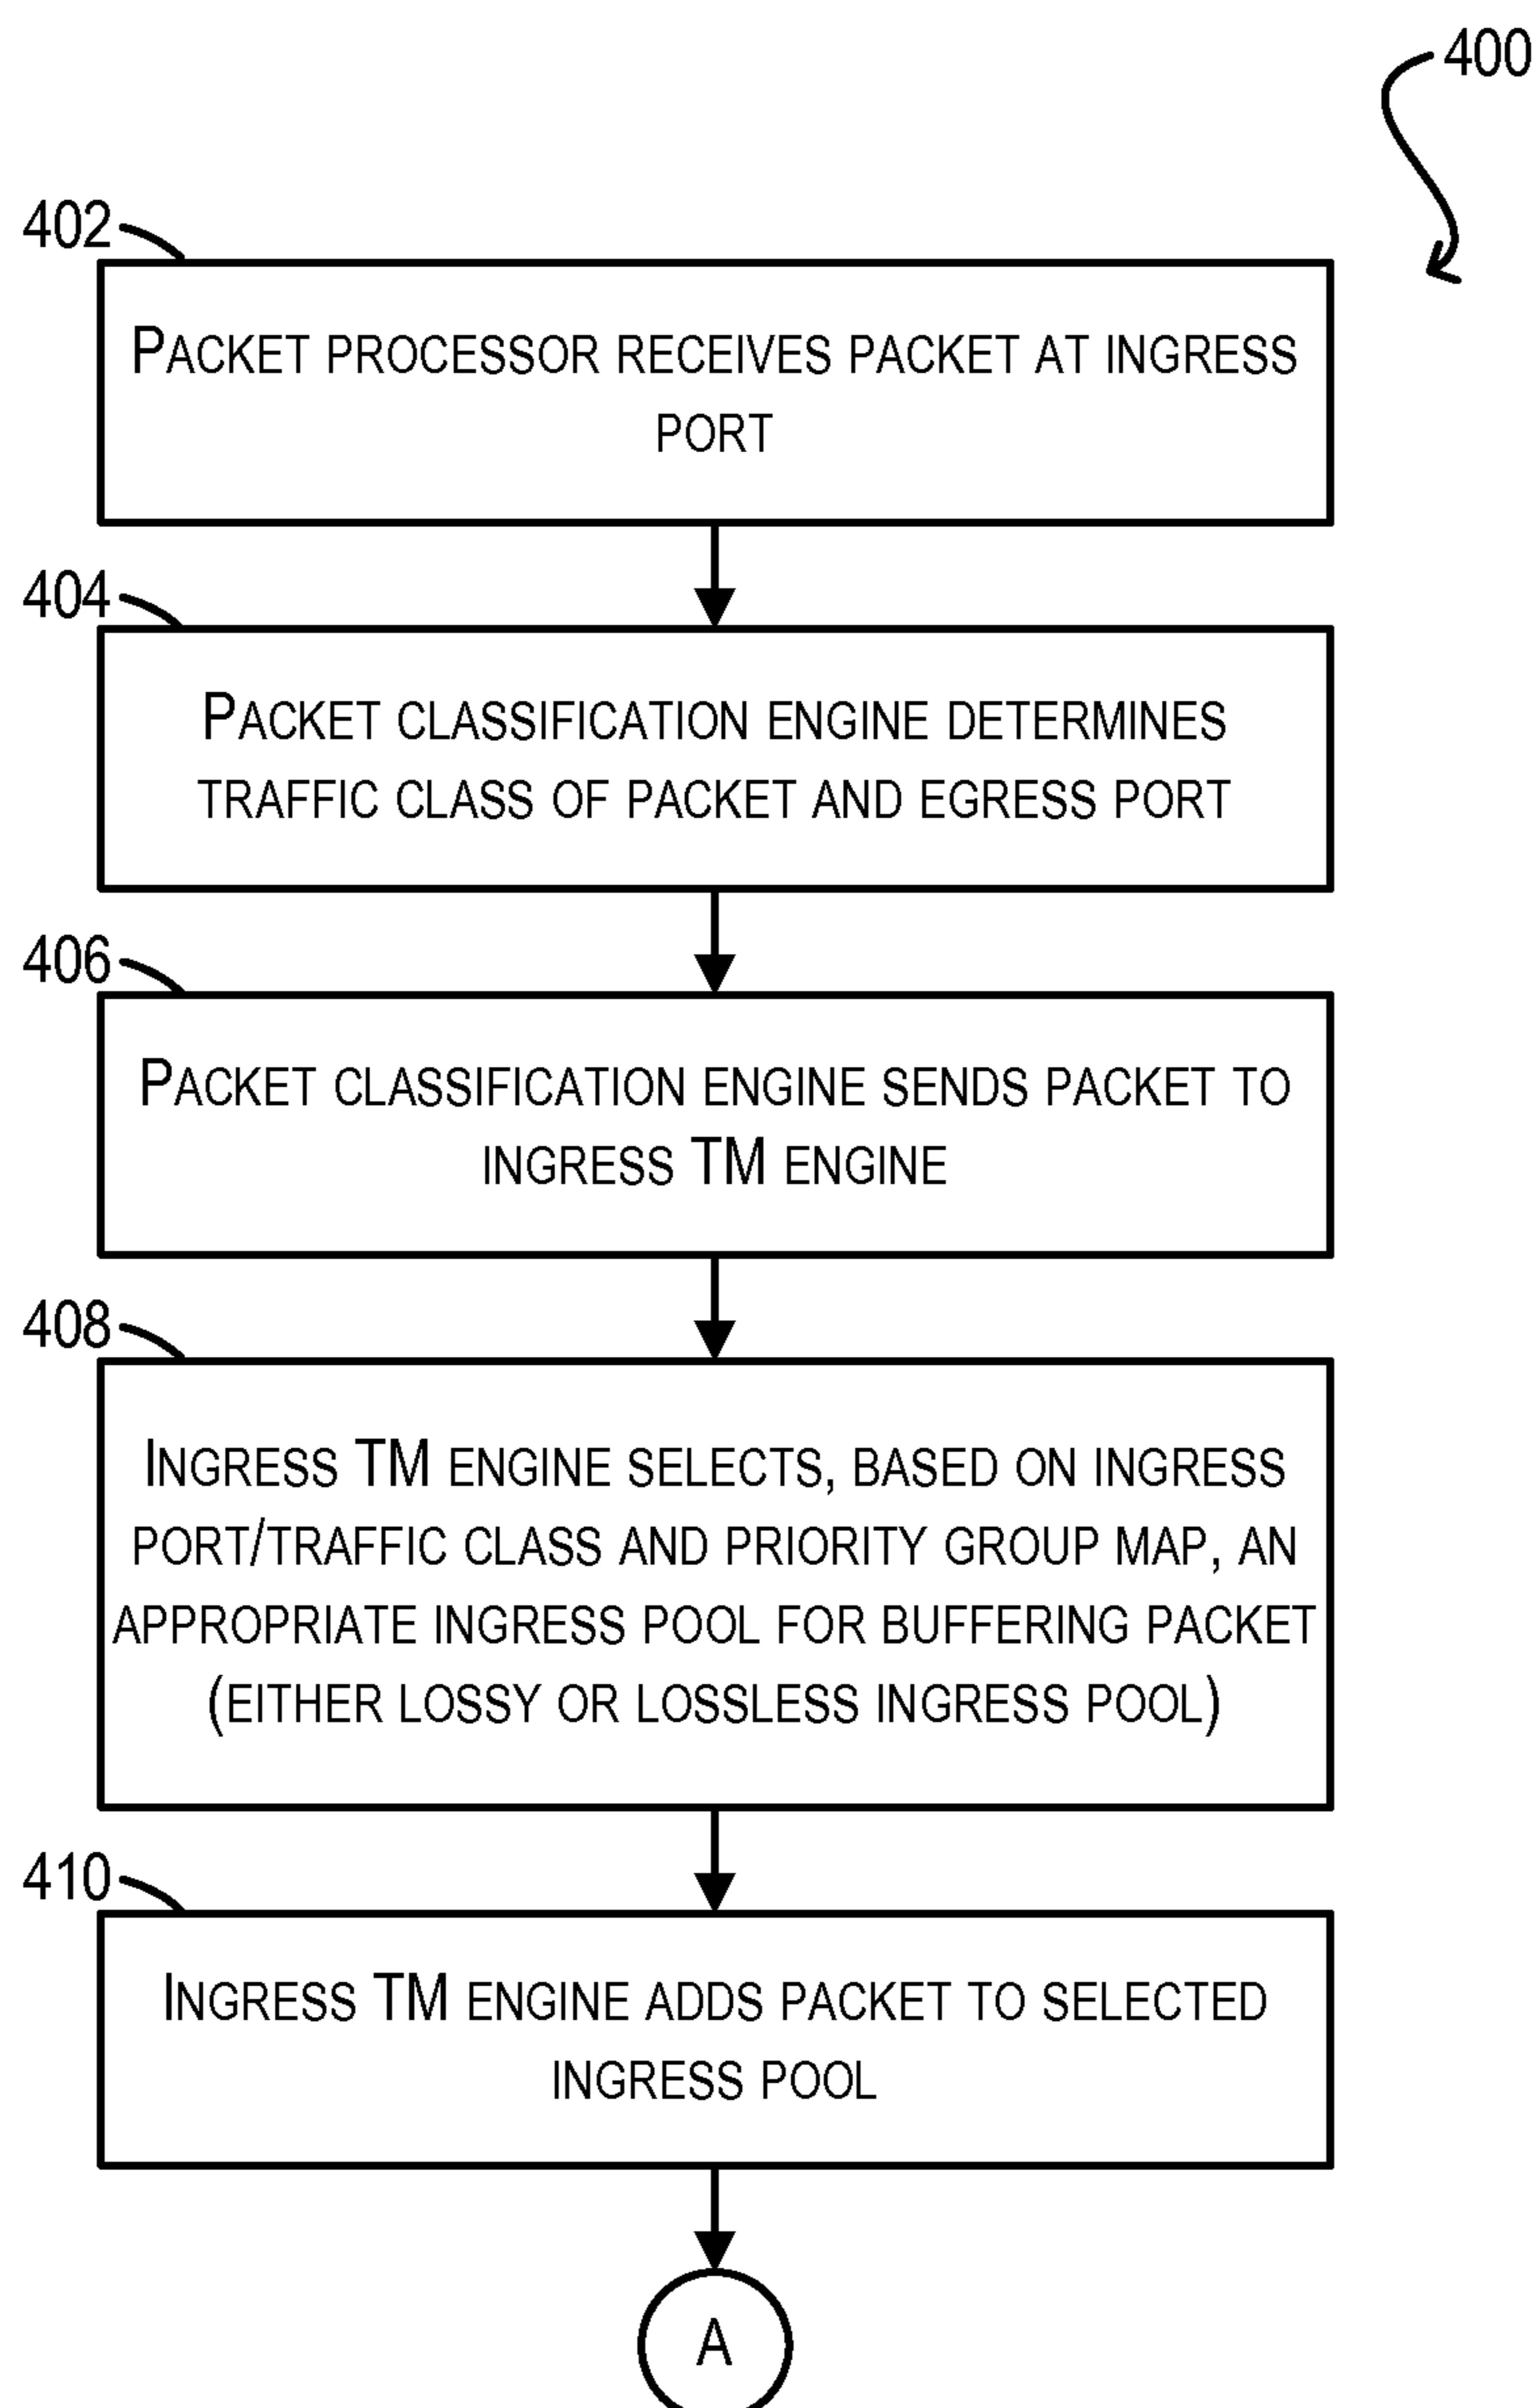 400
402
PACKET PROCESSOR RECEIVES PACKET AT INGRESS
PORT
404
PACKET CLASSIFICATION ENGINE DETERMINES
TRAFFIC CLASS OF PACKET AND EGRESS PORT
406
PACKET CLASSIFICATION ENGINE SENDS PACKET TO
INGRESS TM ENGINE
408
INGRESS TM ENGINE SELECTS, BASED ON INGRESS
PORT/TRAFFIC CLASS AND PRIORITY GROUP MAP, AN
APPROPRIATE INGRESS POOL FOR BUFFERING PACKET
(EITHER LOSSY OR LOSSLESS INGRESS POOL)
410
INGRESS TM ENGINE ADDS PACKET TO SELECTED
INGRESS POOL
A